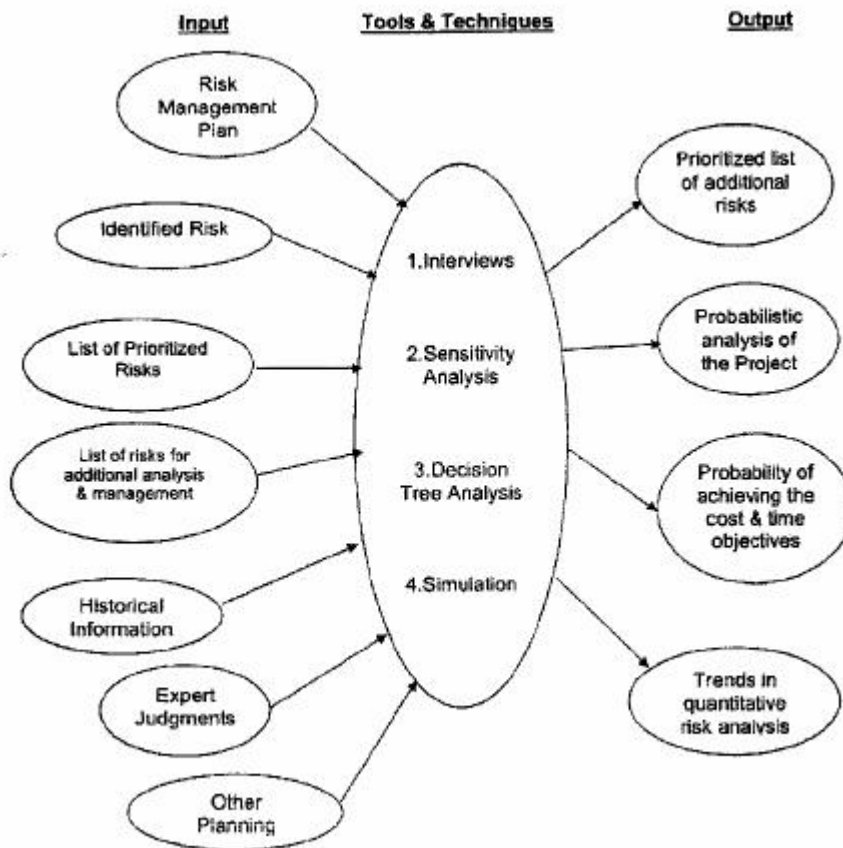 Input
Tools & Techniques
Output
Risk
Management
Plan
Identified Risk
List of Prioritized
Risks
List of risks for
additional analysis
& management
Historical
Information
Expert
Judgments
Other
Planning
1.Interviews
2.Sensitivity
Analysis
3.Decision
Tree Analysis
4.Simulation
Prioritized list
of additional
risks
Probabilistic
analysis of
the Project
Probability of
achieving the
cost & time
objectives
Trends in
quantitative
risk analysis